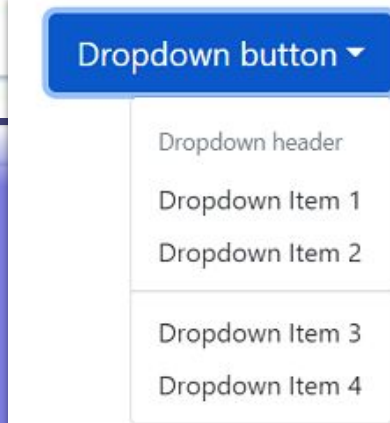 Dropdown button
Dropdown header
Dropdown Item 1
Dropdown Item 2
Dropdown Item 3
Dropdown Item 4